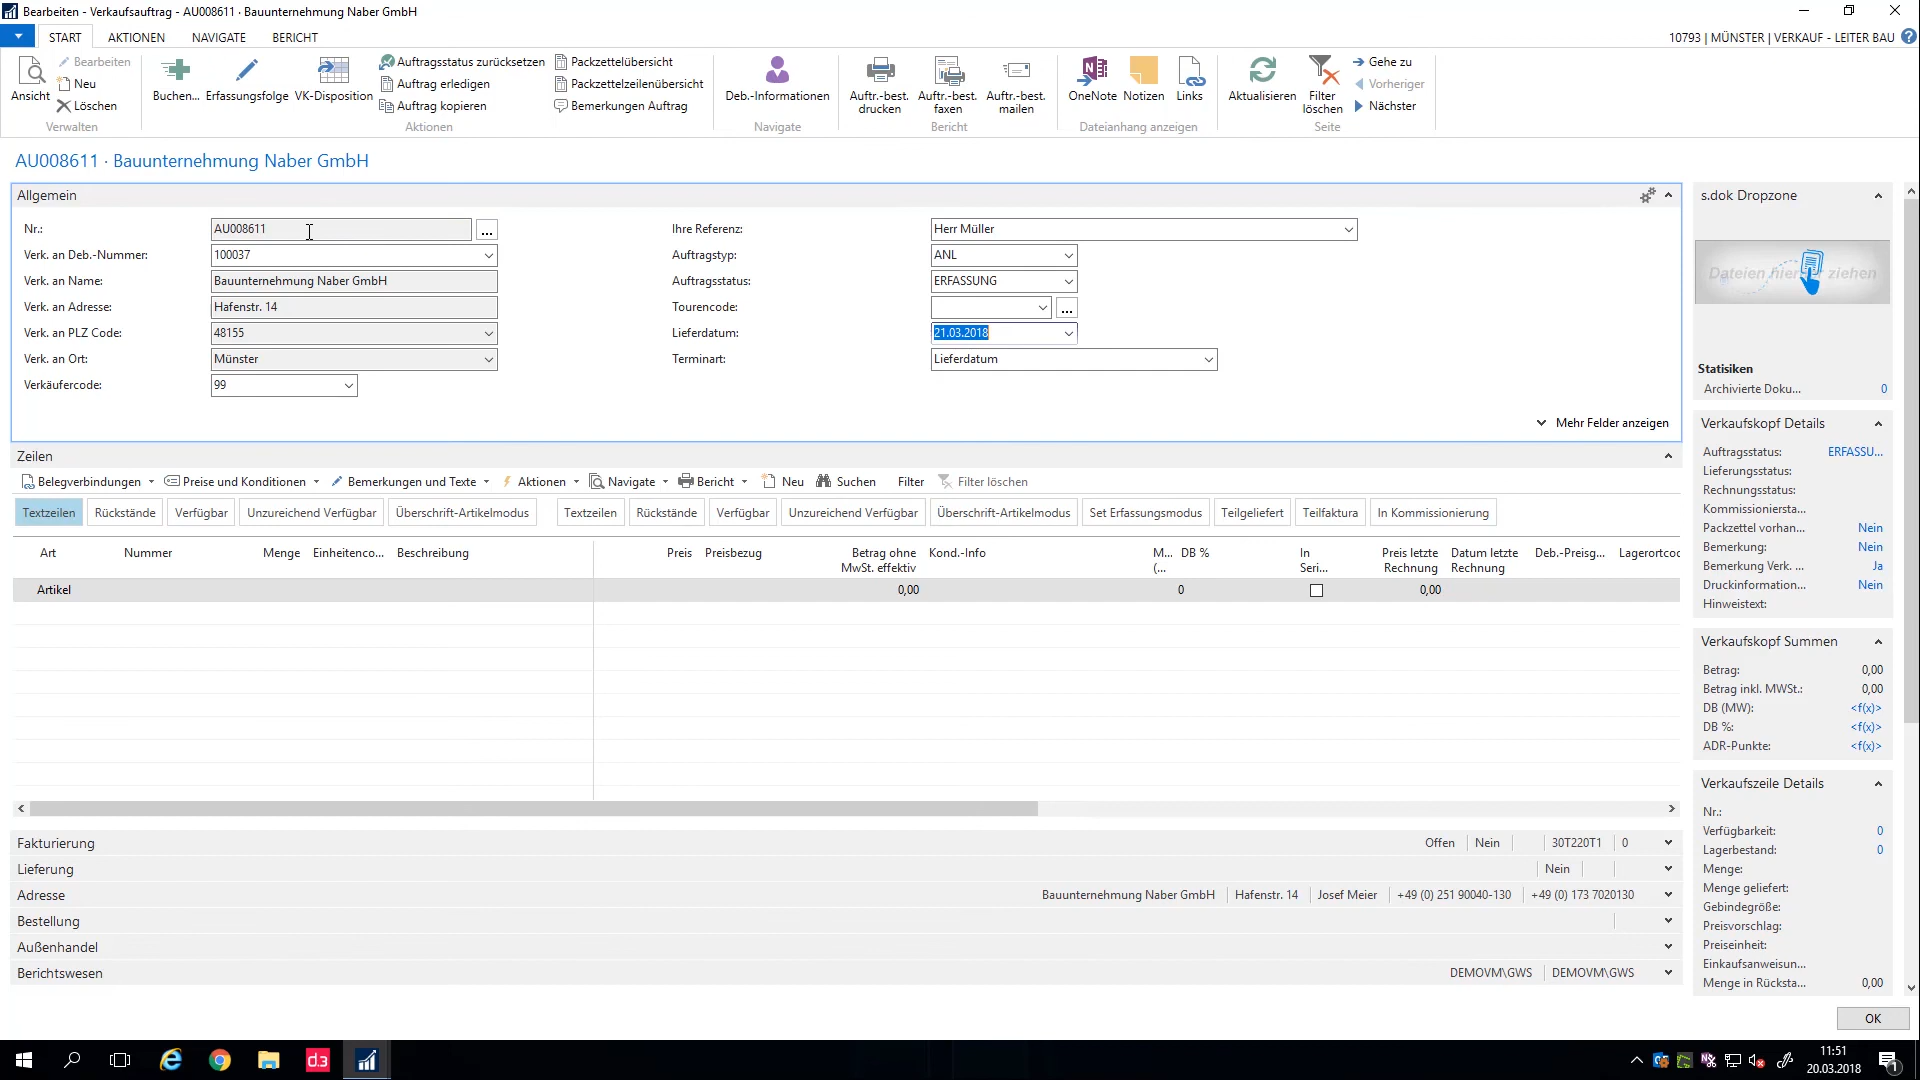 Bearbeiten - Verkaufsauftrag - AU008611 · Bauunternehmung Naber GmbH
START AKTIONEN NAVIGATE BERICHT
10793 | MÜNSTER | VERKAUF - LEITER BAU
Ansicht
Bearbeiten
Neu
Löschen
Verwalten
Buchen...
Erfassungsfolge
VK-Disposition
Auftragsstatus zurücksetzen
Auftrag erledigen
Auftrag kopieren
Packzettelübersicht
Packzettelzeilenübersicht
Bemerkungen Auftrag
Aktionen
Deb.-Informationen
Navigate
Auftr.-best. drucken
Auftr.-best. faxen
Auftr.-best. mailen
Bericht
OneNote
Notizen
Links
Dateianhang anzeigen
Aktualisieren
Filter löschen
Gehe zu
Vorheriger
Nächster
Seite
AU008611 · Bauunternehmung Naber GmbH
Allgemein
Nr.: AU008611 ...
Verk. an Deb.-Nummer: 100037
Verk. an Name: Bauunternehmung Naber GmbH
Verk. an Adresse: Hafenstr. 14
Verk. an PLZ Code: 48155
Verk. an Ort: Münster
Verkäufercode: 99
Ihre Referenz: Herr Müller
Auftragstyp: ANL
Auftragsstatus: ERFASSUNG
Tourencode: ...
Lieferdatum: 21.03.2018
Terminart: Lieferdatum
Mehr Felder anzeigen
Zeilen
Belegverbindungen Preise und Konditionen Bemerkungen und Texte Aktionen Navigate Bericht Neu Suchen Filter Filter löschen
Textzeilen Rückstände Verfügbar Unzureichend Verfügbar Überschrift-Artikelmodus Textzeilen Rückstände Verfügbar Unzureichend Verfügbar Überschrift-Artikelmodus Set Erfassungsmodus Teilgeliefert Teilfaktura In Kommissionierung
Art Nummer Menge Einheitenco... Beschreibung Preis Preisbezug Betrag ohne Kond.-Info M... DB % In Preis letzte Datum letzte Deb.-Preisg... Lagerortcoc
MwSt. effektiv (... Seri... Rechnung Rechnung
Artikel 0,00 0 0,00
Fakturierung Offen Nein 30T220T1 0
Lieferung Nein
Adresse Bauunternehmung Naber GmbH Hafenstr. 14 Josef Meier +49 (0) 251 90040-130 +49 (0) 173 7020130
Bestellung
Außenhandel
Berichtswesen DEMOVM\GWS DEMOVM\GWS
s.dok Dropzone
Dateien hierher ziehen
Statisiken
Archivierte Doku... 0
Verkaufskopf Details
Auftragsstatus: ERFASSU...
Lieferungsstatus:
Rechnungsstatus:
Kommissioniersta...
Packzettel vorhan... Nein
Bemerkung: Nein
Bemerkung Verk. ... Ja
Druckinformation... Nein
Hinweistext:
Verkaufskopf Summen
Betrag: 0,00
Betrag inkl. MWSt.: 0,00
DB (MW): <f(x)>
DB %: <f(x)>
ADR-Punkte: <f(x)>
Verkaufszeile Details
Nr.:
Verfügbarkeit: 0
Lagerbestand: 0
Menge:
Menge geliefert:
Gebindegröße:
Preisvorschlag:
Preiseinheit:
Einkaufsanweisun...
Menge in Rücksta... 0,00
OK
d.3
11:51
20.03.2018
1